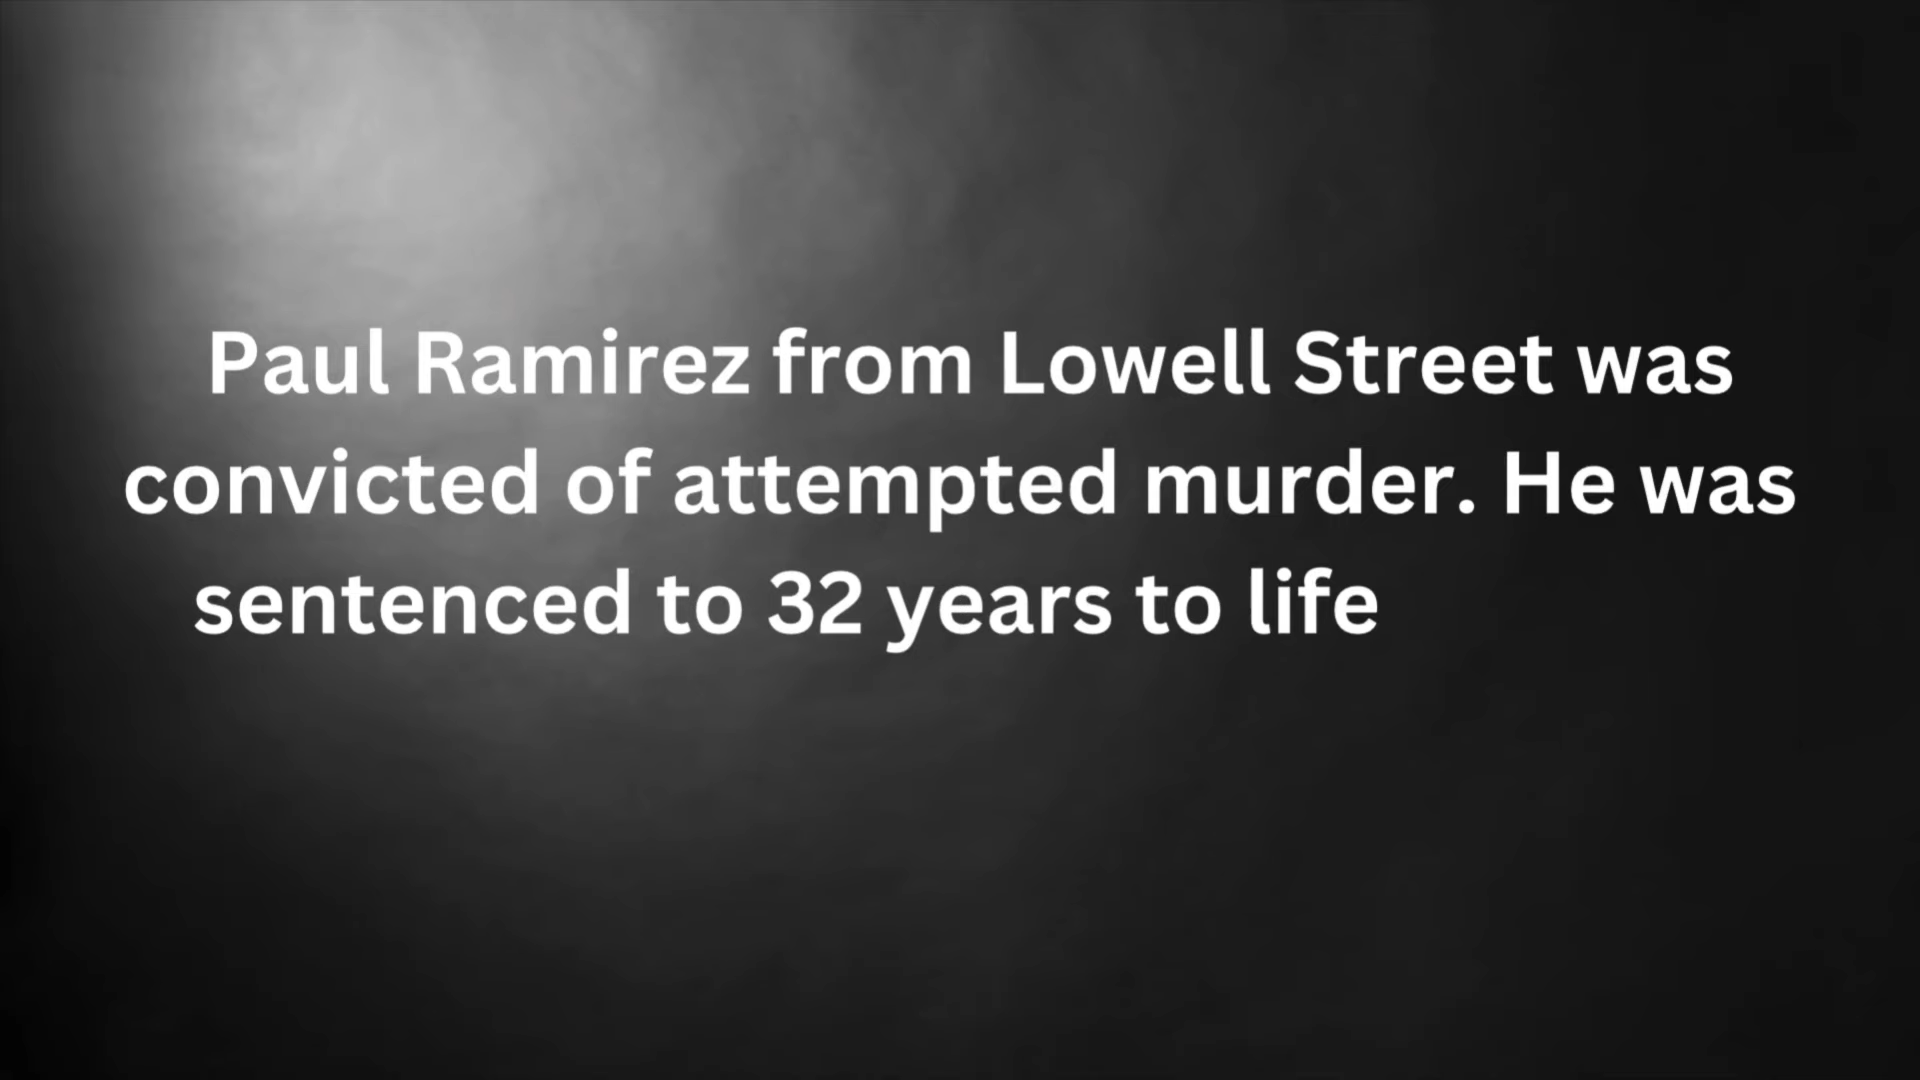 Paul Ramirez from Lowell Street was
convicted of attempted murder. He was
sentenced to 32 years to life